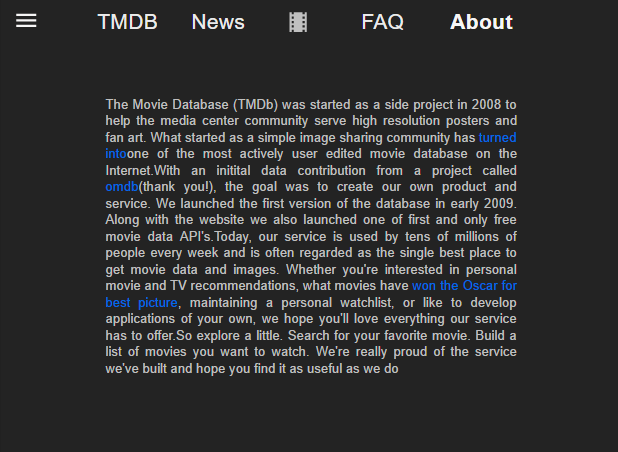 TMDB News FAQ About
The Movie Database (TMDb) was started as a side project in 2008 to
help the media center community serve high resolution posters and
fan art. What started as a simple image sharing community has turned
intoone of the most actively user edited movie database on the
Internet.With an initital data contribution from a project called
omdb(thank you!), the goal was to create our own product and
service. We launched the first version of the database in early 2009.
Along with the website we also launched one of first and only free
movie data API's.Today, our service is used by tens of millions of
people every week and is often regarded as the single best place to
get movie data and images. Whether you're interested in personal
movie and TV recommendations, what movies have won the Oscar for
best picture, maintaining a personal watchlist, or like to develop
applications of your own, we hope you'll love everything our service
has to offer.So explore a little. Search for your favorite movie. Build a
list of movies you want to watch. We're really proud of the service
we've built and hope you find it as useful as we do